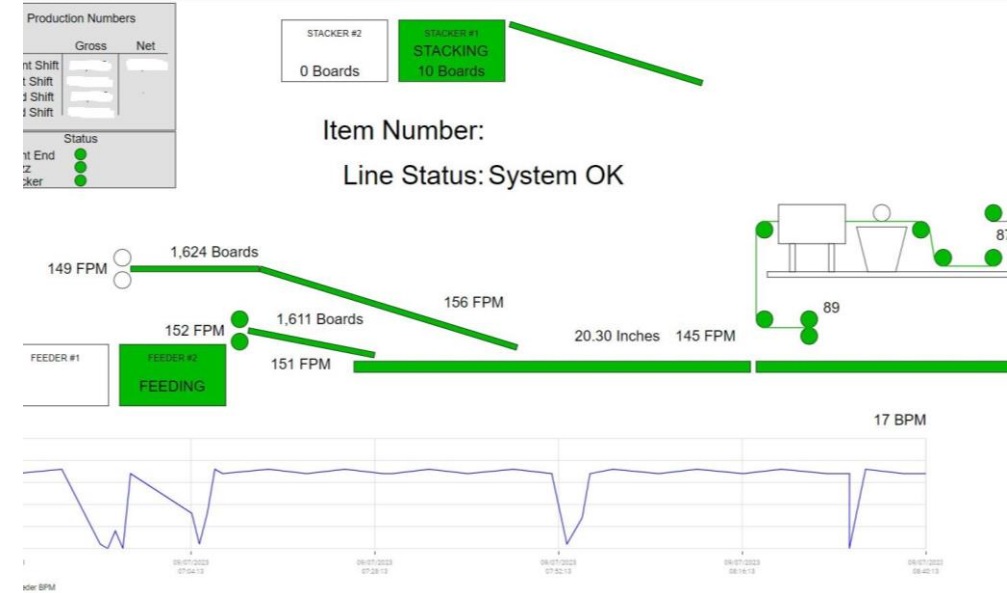 Production Numbers
Gross Net
nt Shift
t Shift
d Shift
d Shift
Status
nt End
zz
cker
STACKER #2
0 Boards
STACKER #1
STACKING
10 Boards
Item Number:
Line Status: System OK
87
1,624 Boards
149 FPM
156 FPM
89
1,611 Boards
152 FPM
20.30 Inches 145 FPM
151 FPM
FEEDER #1
FEEDER #2
FEEDING
17 BPM
09/07/2023
07:04:13
09/07/2023
07:28:13
09/07/2023
07:52:13
09/07/2023
08:16:13
09/07/2023
08:40:13
eder BPM